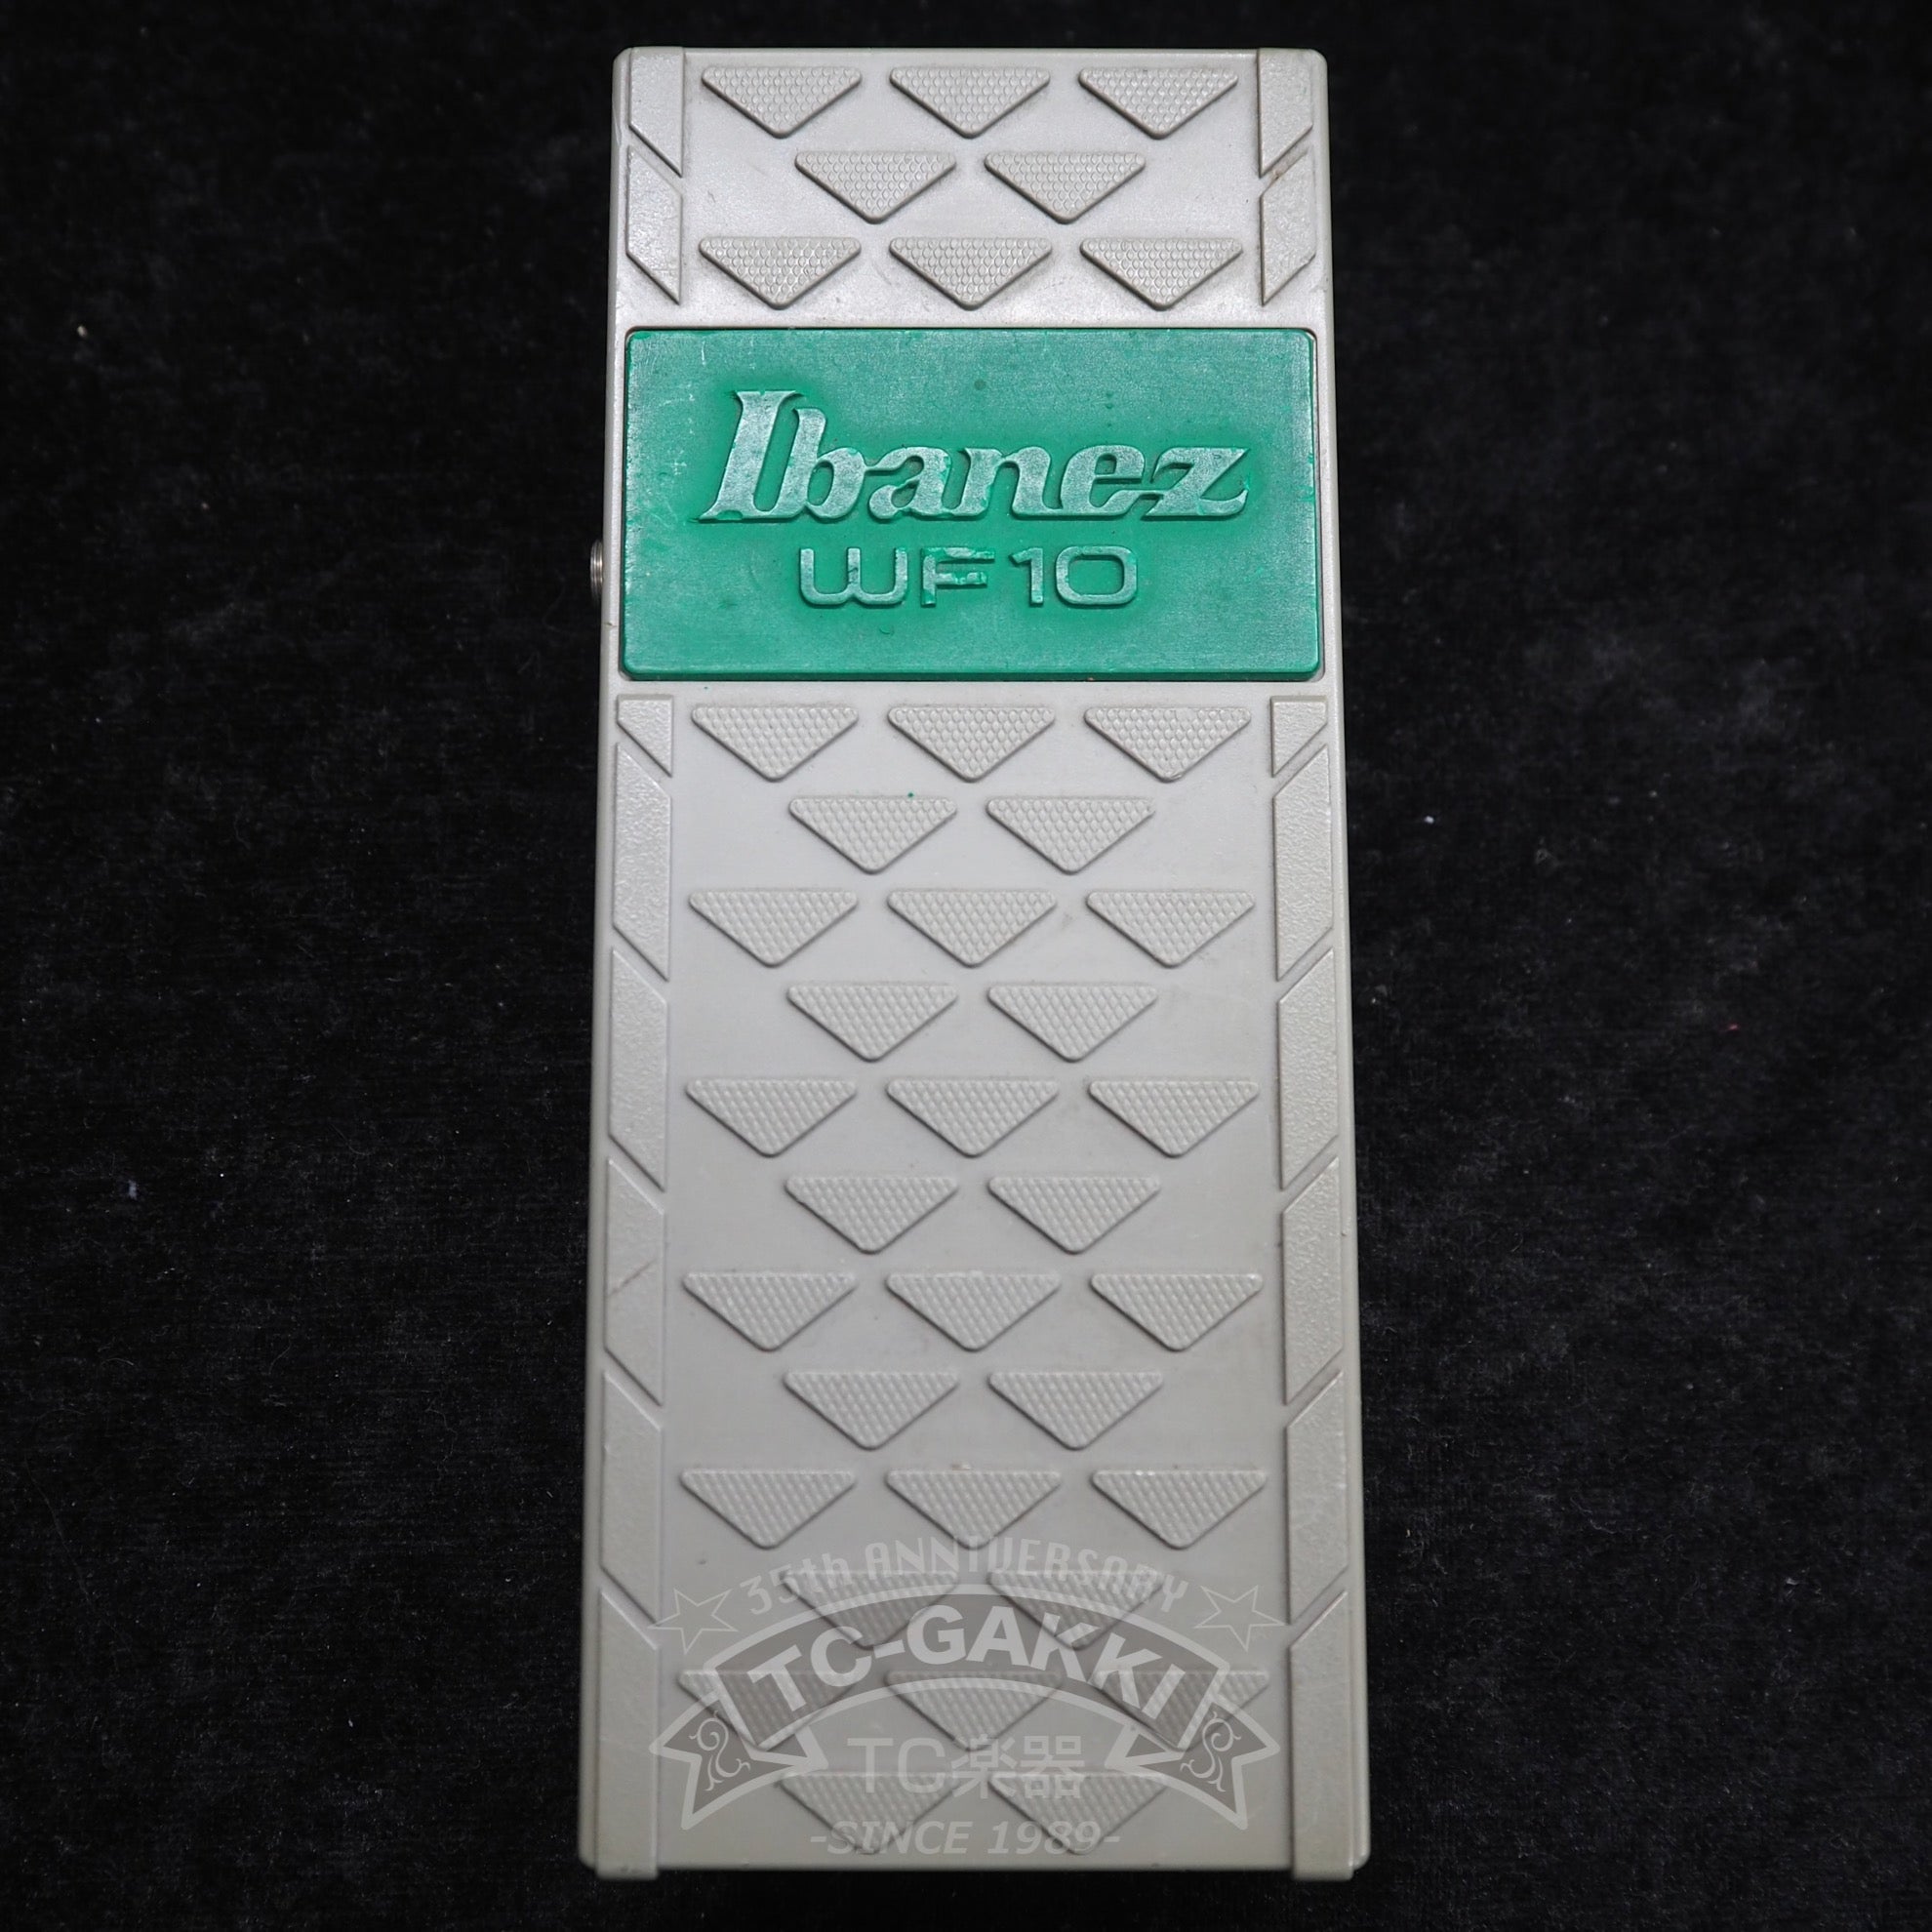 Ibanez
WF10
35th ANNIVERSARY
TC-GAKKI
TC楽器
-SINCE 1989-